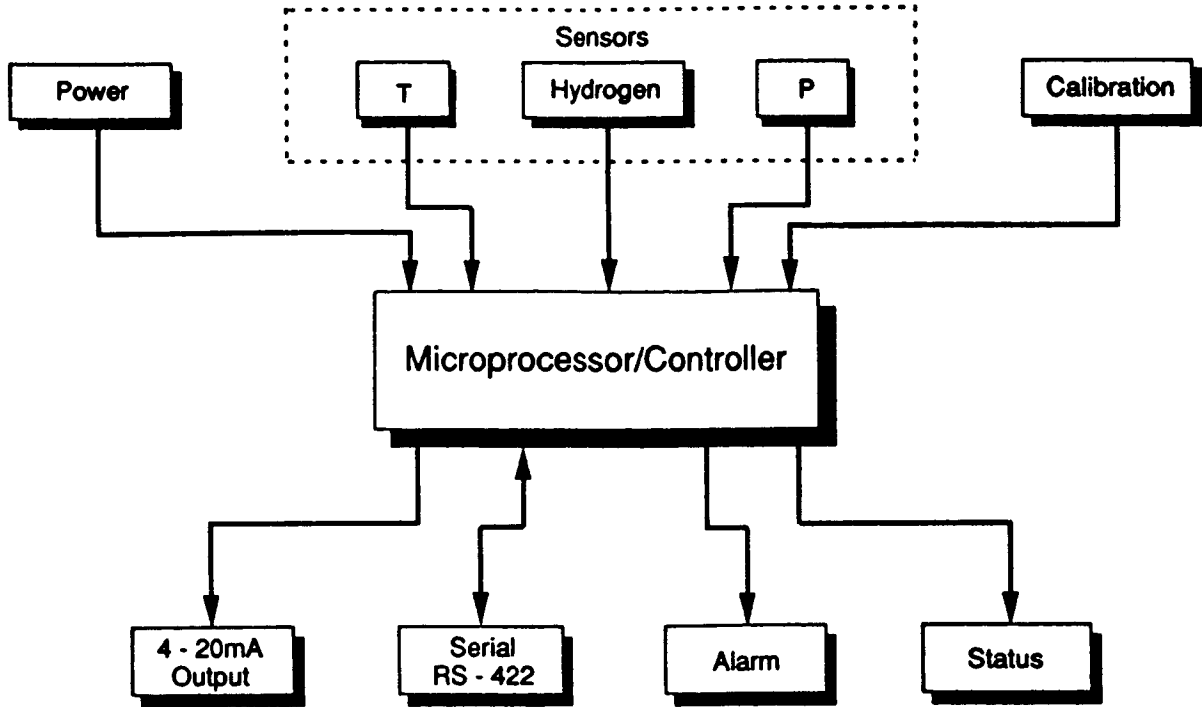 Sensors
Power
T
Hydrogen
P
Calibration
Microprocessor/Controller
4 - 20mA
Output
Serial
RS - 422
Alarm
Status